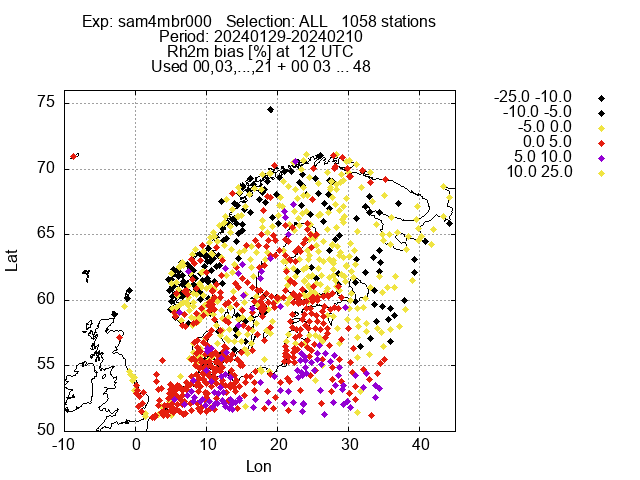 Exp: sam4mbr000   Selection: ALL   1058 stations
Period: 20240129-20240210
Rh2m bias [%] at  12 UTC
Used 00,03,...,21 + 00 03 ... 48
-25.0 -10.0
-10.0 -5.0
-5.0 0.0
0.0 5.0
5.0 10.0
10.0 25.0
75
70
65
60
55
50
Lat
-10 0 10 20 30 40
Lon